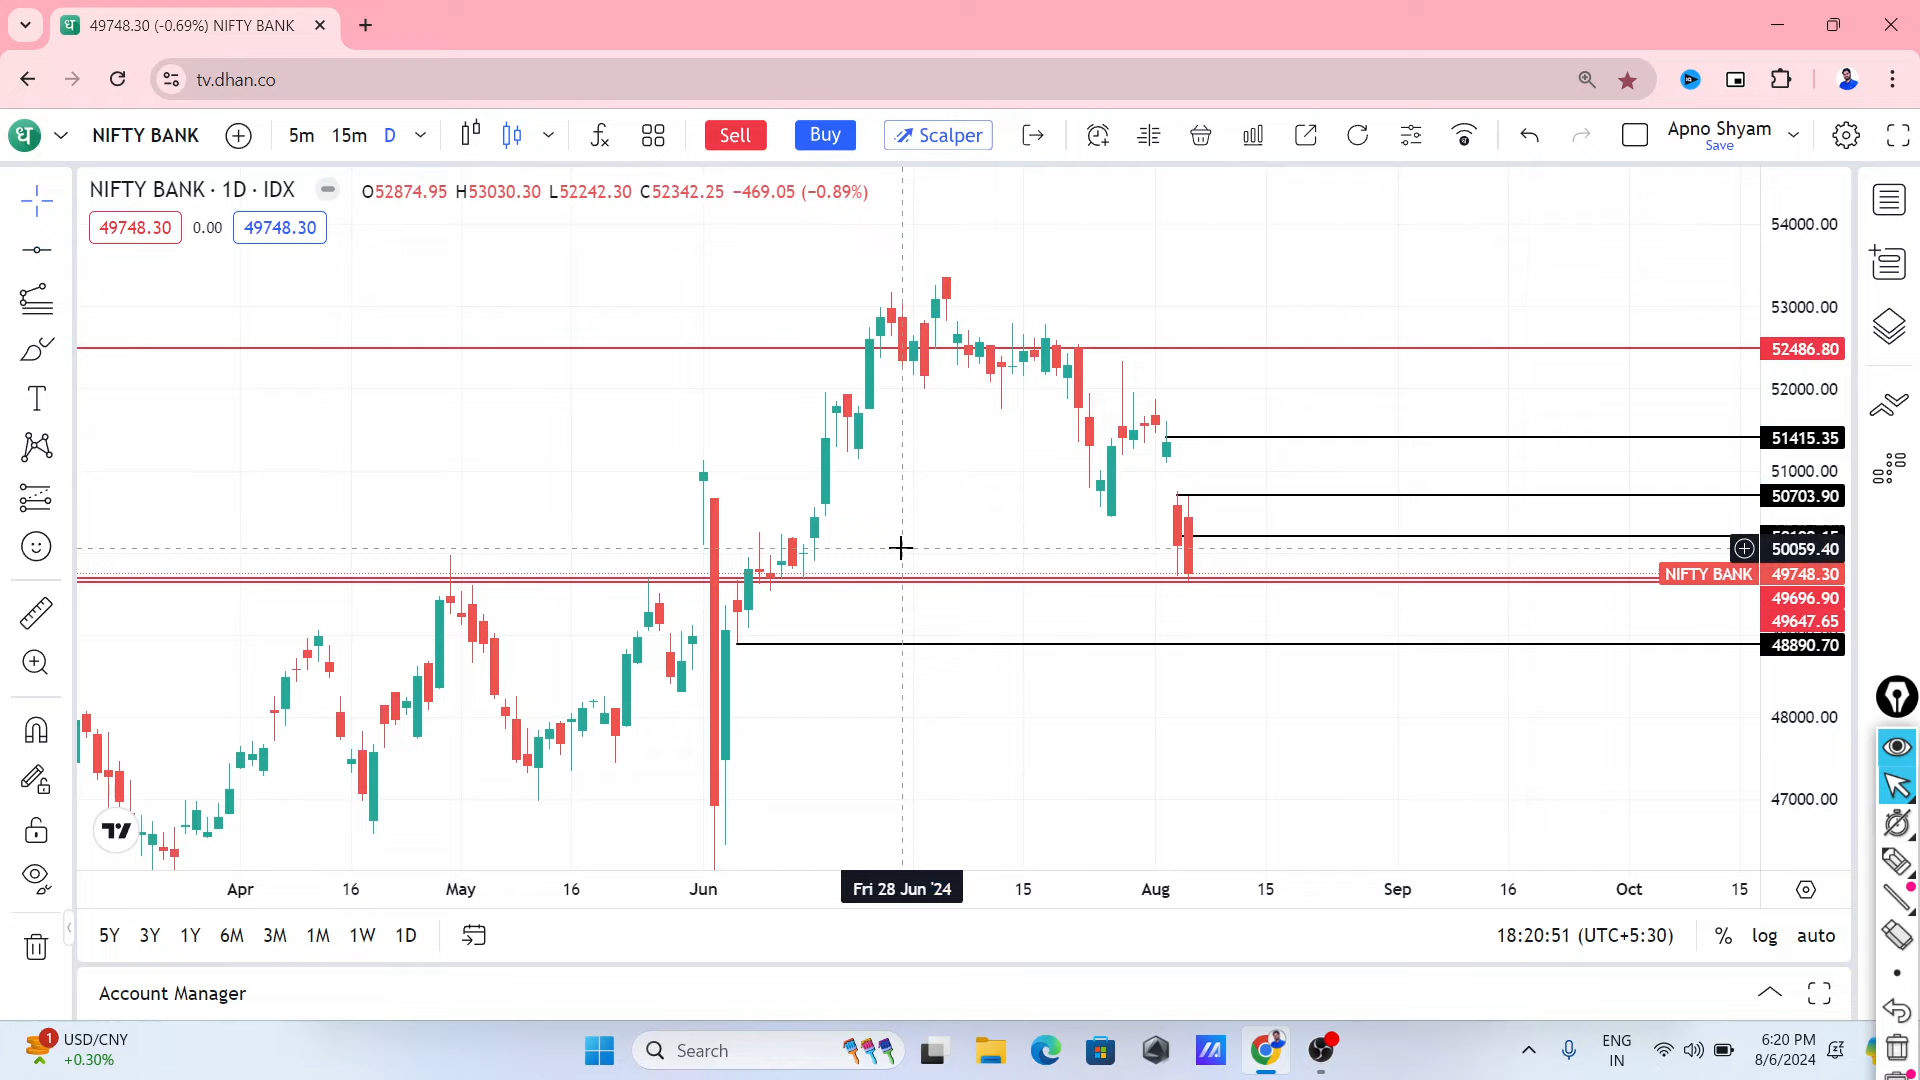 49748.30 (-0.69%) NIFTY BANK
tv.dhan.co
ध
NIFTY BANK
5m 15m D
Sell
Buy
Scalper
Apno Shyam
Save
NIFTY BANK · 1D · IDX
O52874.95 H53030.30 L52242.30 C52342.25 −469.05 (−0.89%)
49748.30 0.00 49748.30
54000.00
53000.00
52486.80
52000.00
51415.35
51000.00
50703.90
50059.40
NIFTY BANK 49748.30
49696.90
49647.65
48890.70
48000.00
47000.00
Apr 16 May 16 Jun Fri 28 Jun '24 15 Aug 15 Sep 16 Oct 15
5Y 3Y 1Y 6M 3M 1M 1W 1D
18:20:51 (UTC+5:30) % log auto
Account Manager
1
USD/CNY
+0.30%
Search
ENG
IN
6:20 PM
8/6/2024